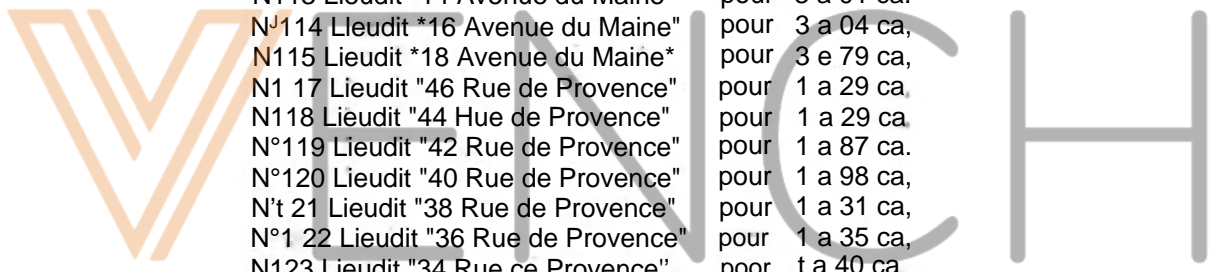 N°114 Lieudit *16 Avenue du Maine" pour 3 a 04 ca,
N115 Lieudit *18 Avenue du Maine* pour 3 e 79 ca,
N1 17 Lieudit "46 Rue de Provence" pour 1 a 29 ca,
N118 Lieudit "44 Hue de Provence" pour 1 a 29 ca
N°119 Lieudit "42 Rue de Provence" pour 1 a 87 ca.
N°120 Lieudit "40 Rue de Provence" pour 1 a 98 ca,
N't 21 Lieudit "38 Rue de Provence" pour 1 a 31 ca,
N°1 22 Lieudit "36 Rue de Provence" pour 1 a 35 ca,
N123 Lieudit "34 Rue ce Provence" poor t a 40 ca
VENCH